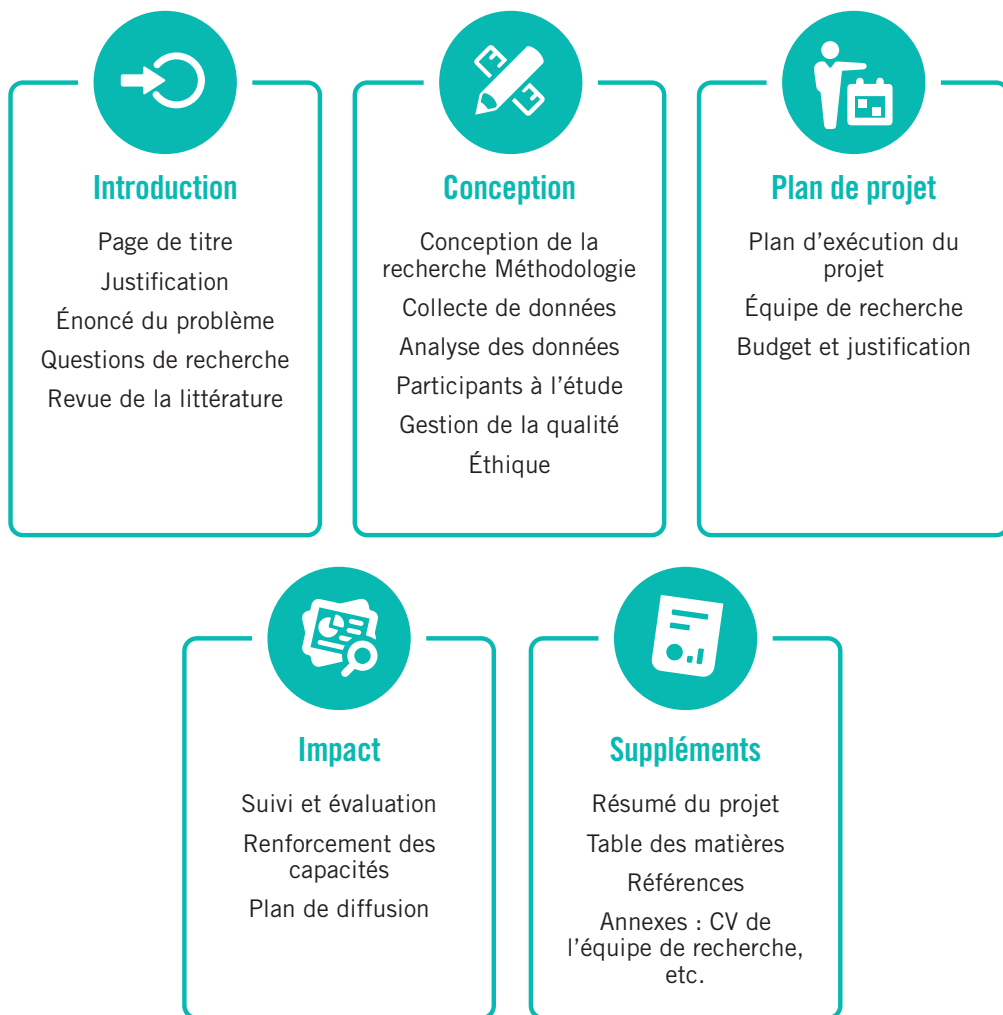 Introduction
Page de titre
Justification
Énoncé du problème
Questions de recherche
Revue de la littérature
Conception
Conception de la
recherche Méthodologie
Collecte de données
Analyse des données
Participants à l’étude
Gestion de la qualité
Éthique
Plan de projet
Plan d’exécution du
projet
Équipe de recherche
Budget et justification
Impact
Suivi et évaluation
Renforcement des
capacités
Plan de diffusion
Suppléments
Résumé du projet
Table des matières
Références
Annexes : CV de
l’équipe de recherche,
etc.